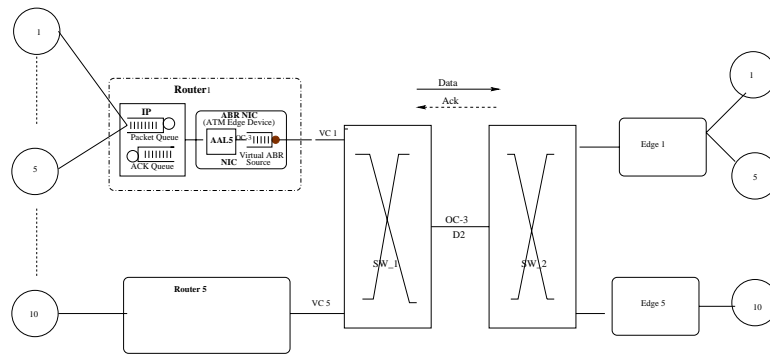 1
5
10
Router1
IP
Packet Queue
ACK Queue
ABR NIC
(ATM Edge Device)
AAL5
OC-3
Virtual ABR
Source
NIC
VC 1
Router 5
VC 5
Data
Ack
SW_1
OC-3
D2
SW_2
Edge 1
Edge 5
1
5
10